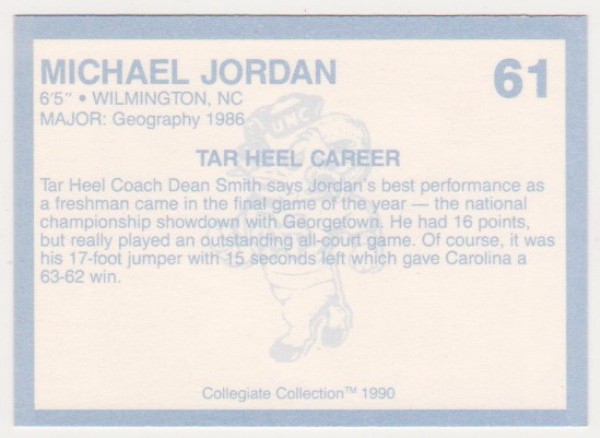 MICHAEL JORDAN
61
6'5" • WILMINGTON, NC
MAJOR: Geography 1986
UNC
TAR HEEL CAREER
Tar Heel Coach Dean Smith says Jordan's best performance as
a freshman came in the final game of the year — the national
championship showdown with Georgetown. He had 16 points,
but really played an outstanding all-court game. Of course, it was
his 17-foot jumper with 15 seconds left which gave Carolina a
63-62 win.
Collegiate Collection™ 1990